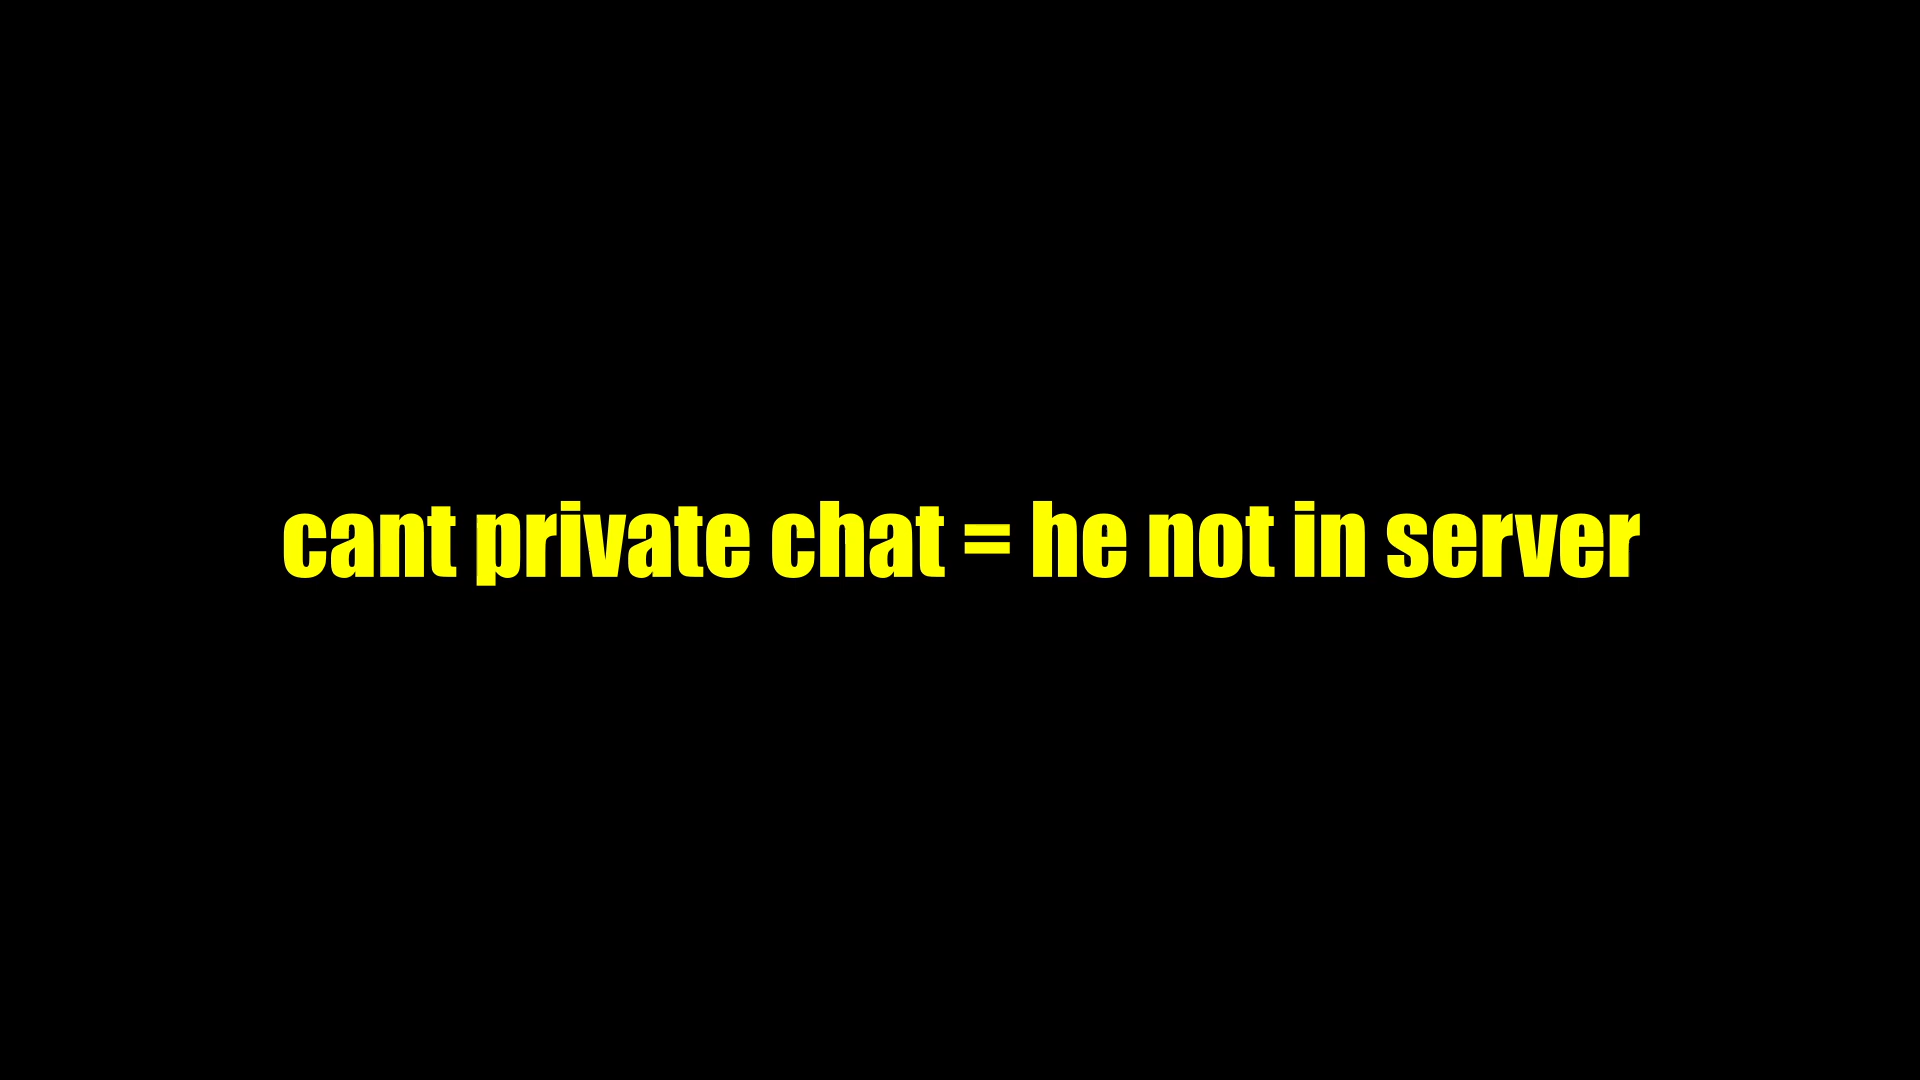 cant private chat = he not in server